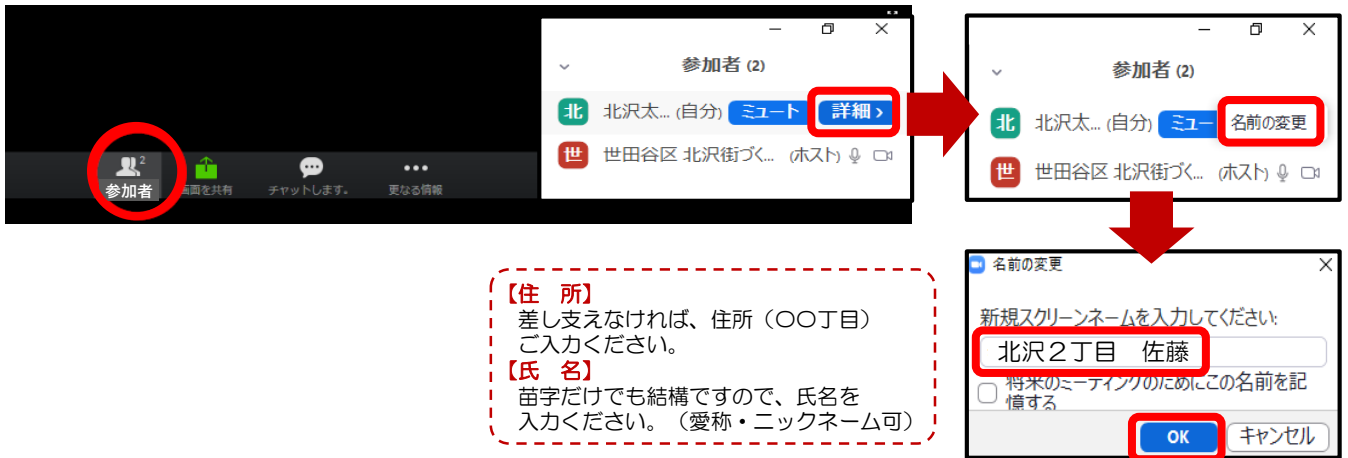 2
参加者
画面を共有
チャットします。
更なる情報
参加者 (2)
北 北沢太... (自分) ミュート 詳細 >
世 世田谷区 北沢街づく... (ホスト)
参加者 (2)
北 北沢太... (自分) ミュー 名前の変更
世 世田谷区 北沢街づく... (ホスト)
【住　所】
差し支えなければ、住所（〇〇丁目）
ご入力ください。
【氏　名】
苗字だけでも結構ですので、氏名を
入力ください。（愛称・ニックネーム可）
名前の変更
新規スクリーンネームを入力してください:
北沢２丁目　佐藤
将来のミーティングのためにこの名前を記
憶する
OK キャンセル